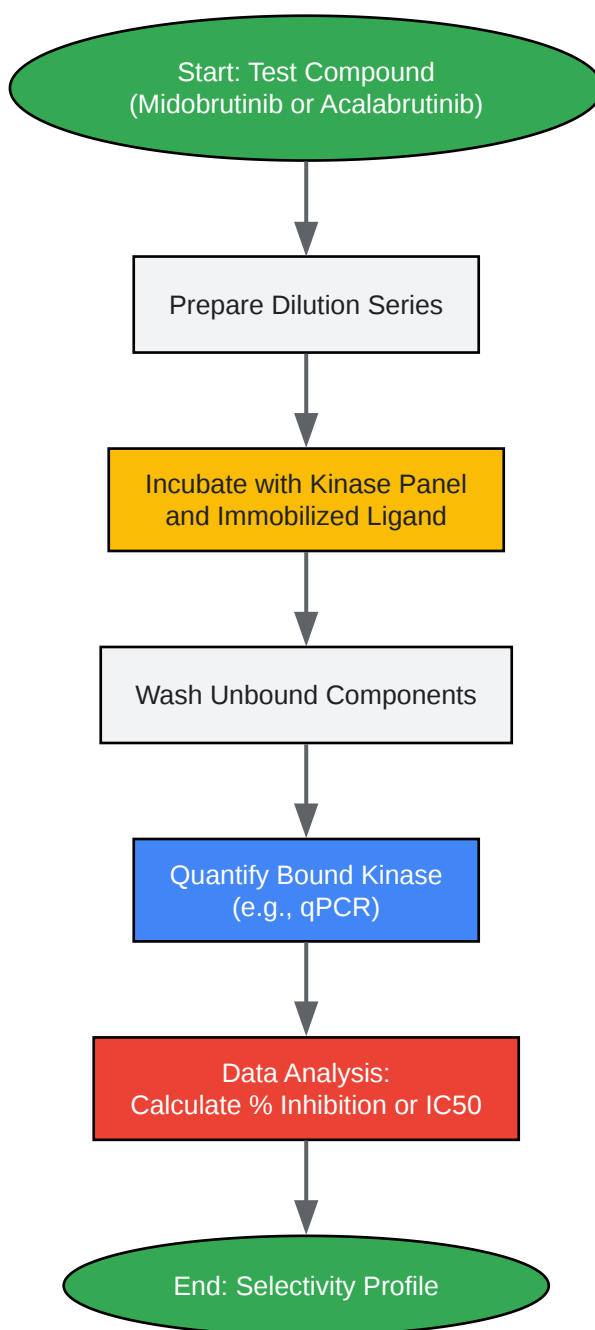 Start: Test Compound
(Midobrutinib or Acalabrutinib)
Prepare Dilution Series
Incubate with Kinase Panel
and Immobilized Ligand
Wash Unbound Components
Quantify Bound Kinase
(e.g., qPCR)
Data Analysis:
Calculate % Inhibition or IC50
End: Selectivity Profile